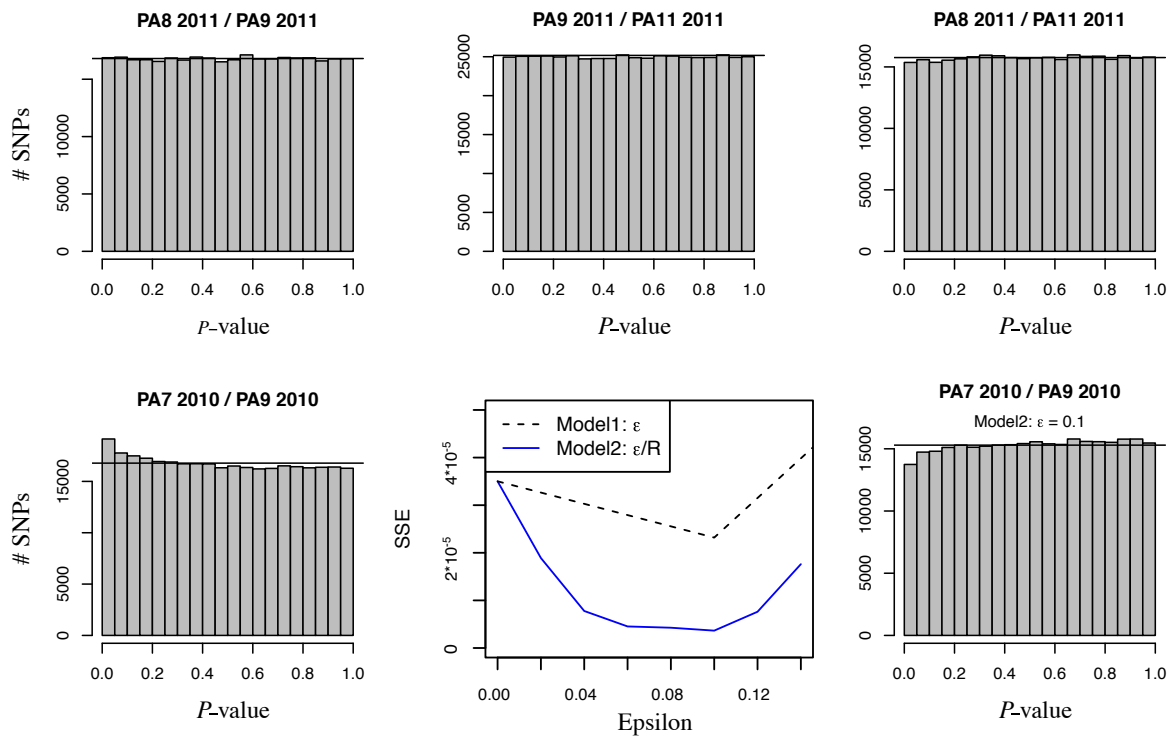 PA8 2011 / PA9 2011
# SNPs
0 5000 10000
0.0 0.2 0.4 0.6 0.8 1.0
P-value
PA9 2011 / PA11 2011
0 5000 15000 25000
0.0 0.2 0.4 0.6 0.8 1.0
P-value
PA8 2011 / PA11 2011
0 5000 10000 15000
0.0 0.2 0.4 0.6 0.8 1.0
P-value
PA7 2010 / PA9 2010
# SNPs
0 5000 15000
0.0 0.2 0.4 0.6 0.8 1.0
P-value
Model1: ε
Model2: ε/R
SSE
0 2*10⁻⁵ 4*10⁻⁵
0.00 0.04 0.08 0.12
Epsilon
PA7 2010 / PA9 2010
Model2: ε = 0.1
0 5000 10000 15000
0.0 0.2 0.4 0.6 0.8 1.0
P-value